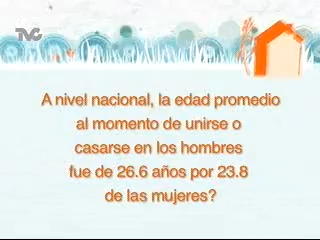 TVC
A nivel nacional, la edad promedio
al momento de unirse o
casarse en los hombres
fue de 26.6 años por 23.8
de las mujeres?